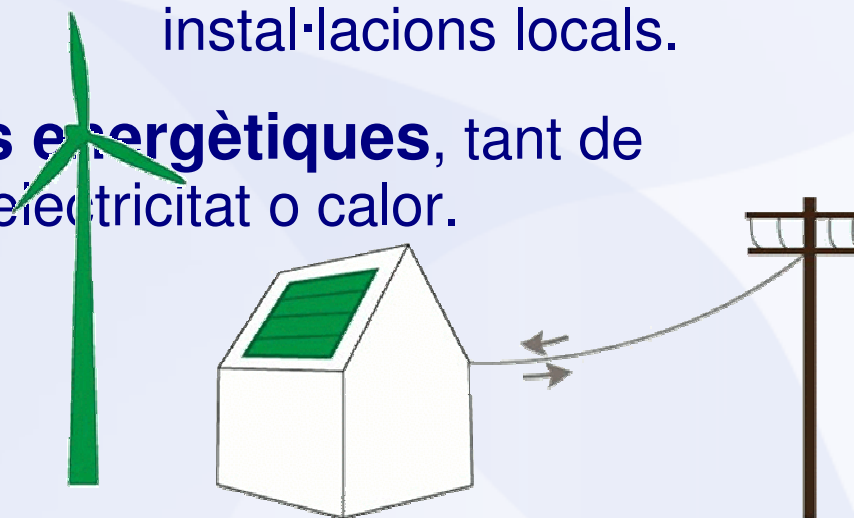 instal·lacions locals.
s energètiques, tant de
electricitat o calor.